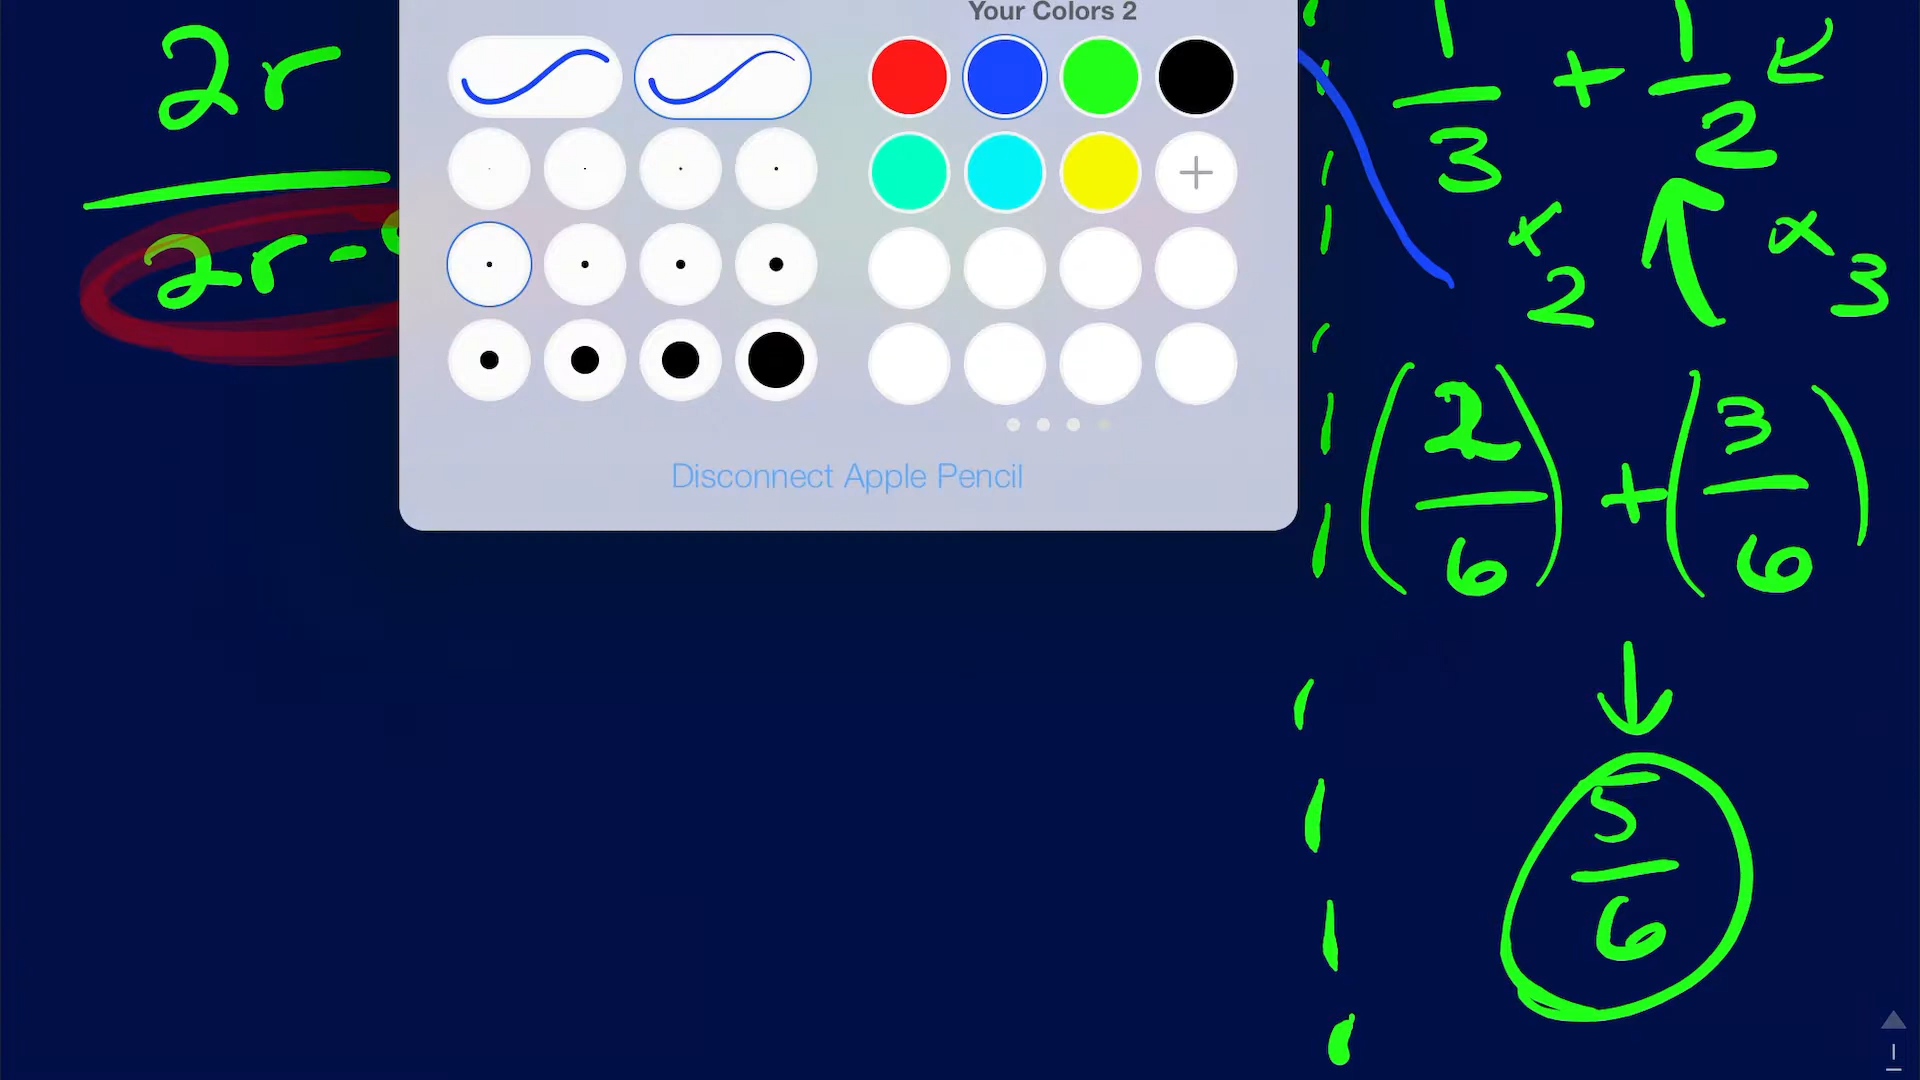 2r
2r -
Your Colors 2
Disconnect Apple Pencil
1/3 + 1/2
×2 ×3
(2/6) + (3/6)
5/6